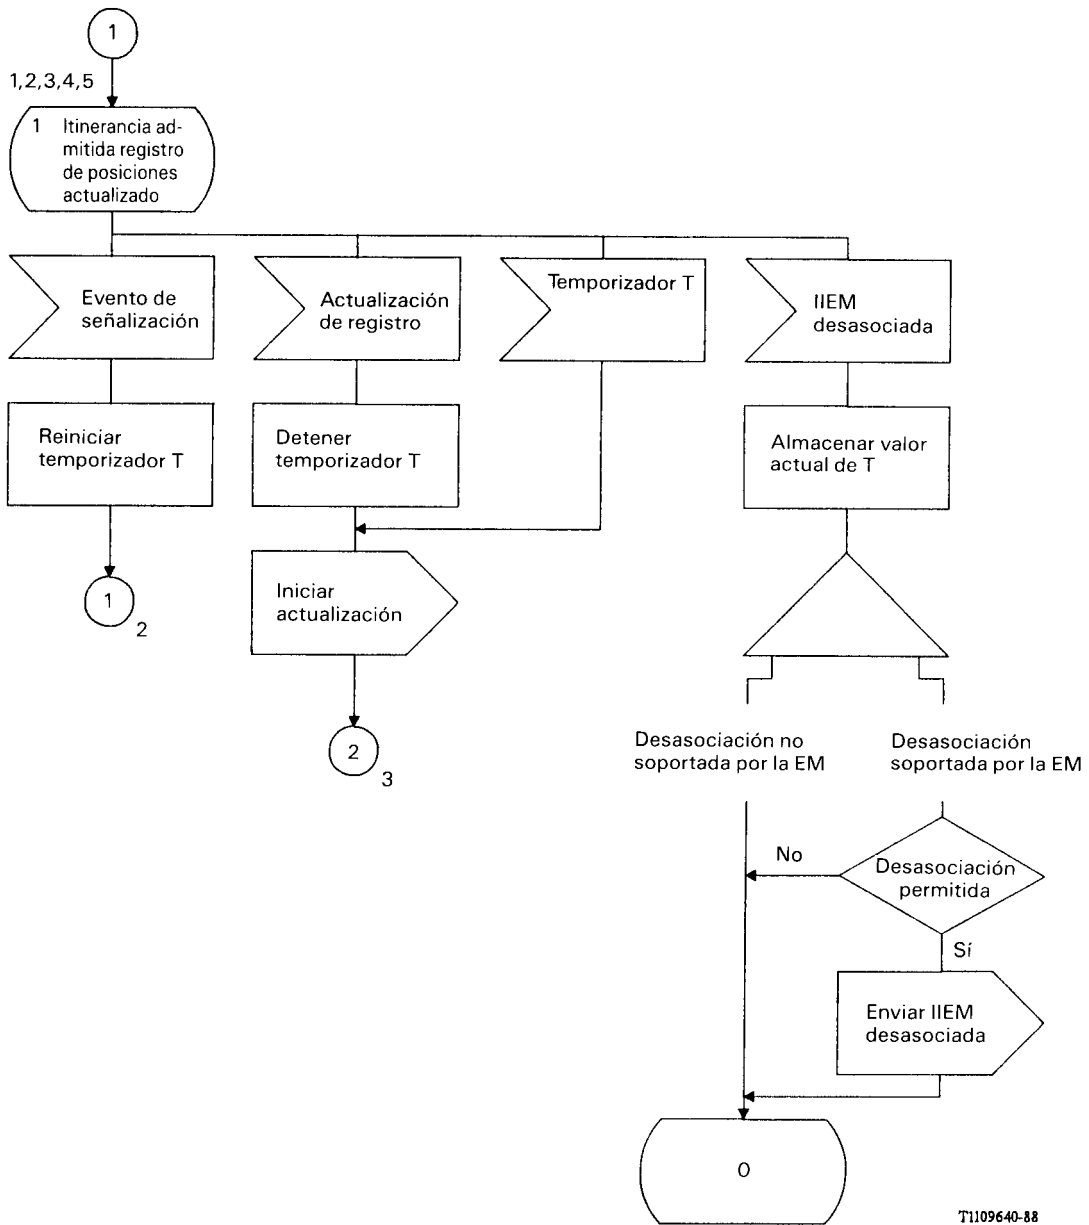 1
1,2,3,4,5
1 Itinerancia ad-
mitida registro
de posiciones
actualizado
Evento de
señalización
Actualización
de registro
Temporizador T
IIEM
desasociada
Reiniciar
temporizador T
Detener
temporizador T
Almacenar valor
actual de T
1
2
Iniciar
actualización
2
3
Desasociación no
soportada por la EM
Desasociación
soportada por la EM
No
Desasociación
permitida
Sí
Enviar IIEM
desasociada
0
T1109640-88